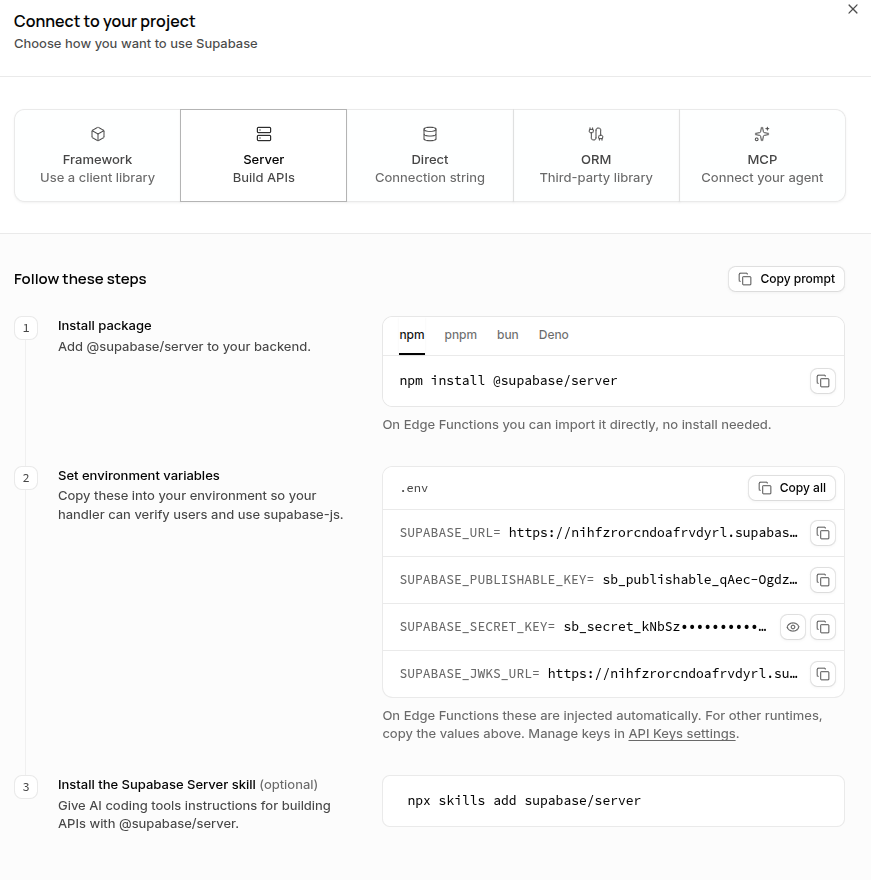 Connect to your project
Choose how you want to use Supabase
Framework
Use a client library
Server
Build APIs
Direct
Connection string
ORM
Third-party library
MCP
Connect your agent
Follow these steps
Copy prompt
1
Install package
Add @supabase/server to your backend.
npm pnpm bun Deno
npm install @supabase/server
On Edge Functions you can import it directly, no install needed.
2
Set environment variables
Copy these into your environment so your
handler can verify users and use supabase-js.
.env
Copy all
SUPABASE_URL= https://nihfzrorcndoafrvdyrl.supabas…
SUPABASE_PUBLISHABLE_KEY= sb_publishable_qAec-Ogdz…
SUPABASE_SECRET_KEY= sb_secret_kNbSz••••••••••…
SUPABASE_JWKS_URL= https://nihfzrorcndoafrvdyrl.su…
On Edge Functions these are injected automatically. For other runtimes,
copy the values above. Manage keys in API Keys settings.
3
Install the Supabase Server skill (optional)
Give AI coding tools instructions for building
APIs with @supabase/server.
npx skills add supabase/server